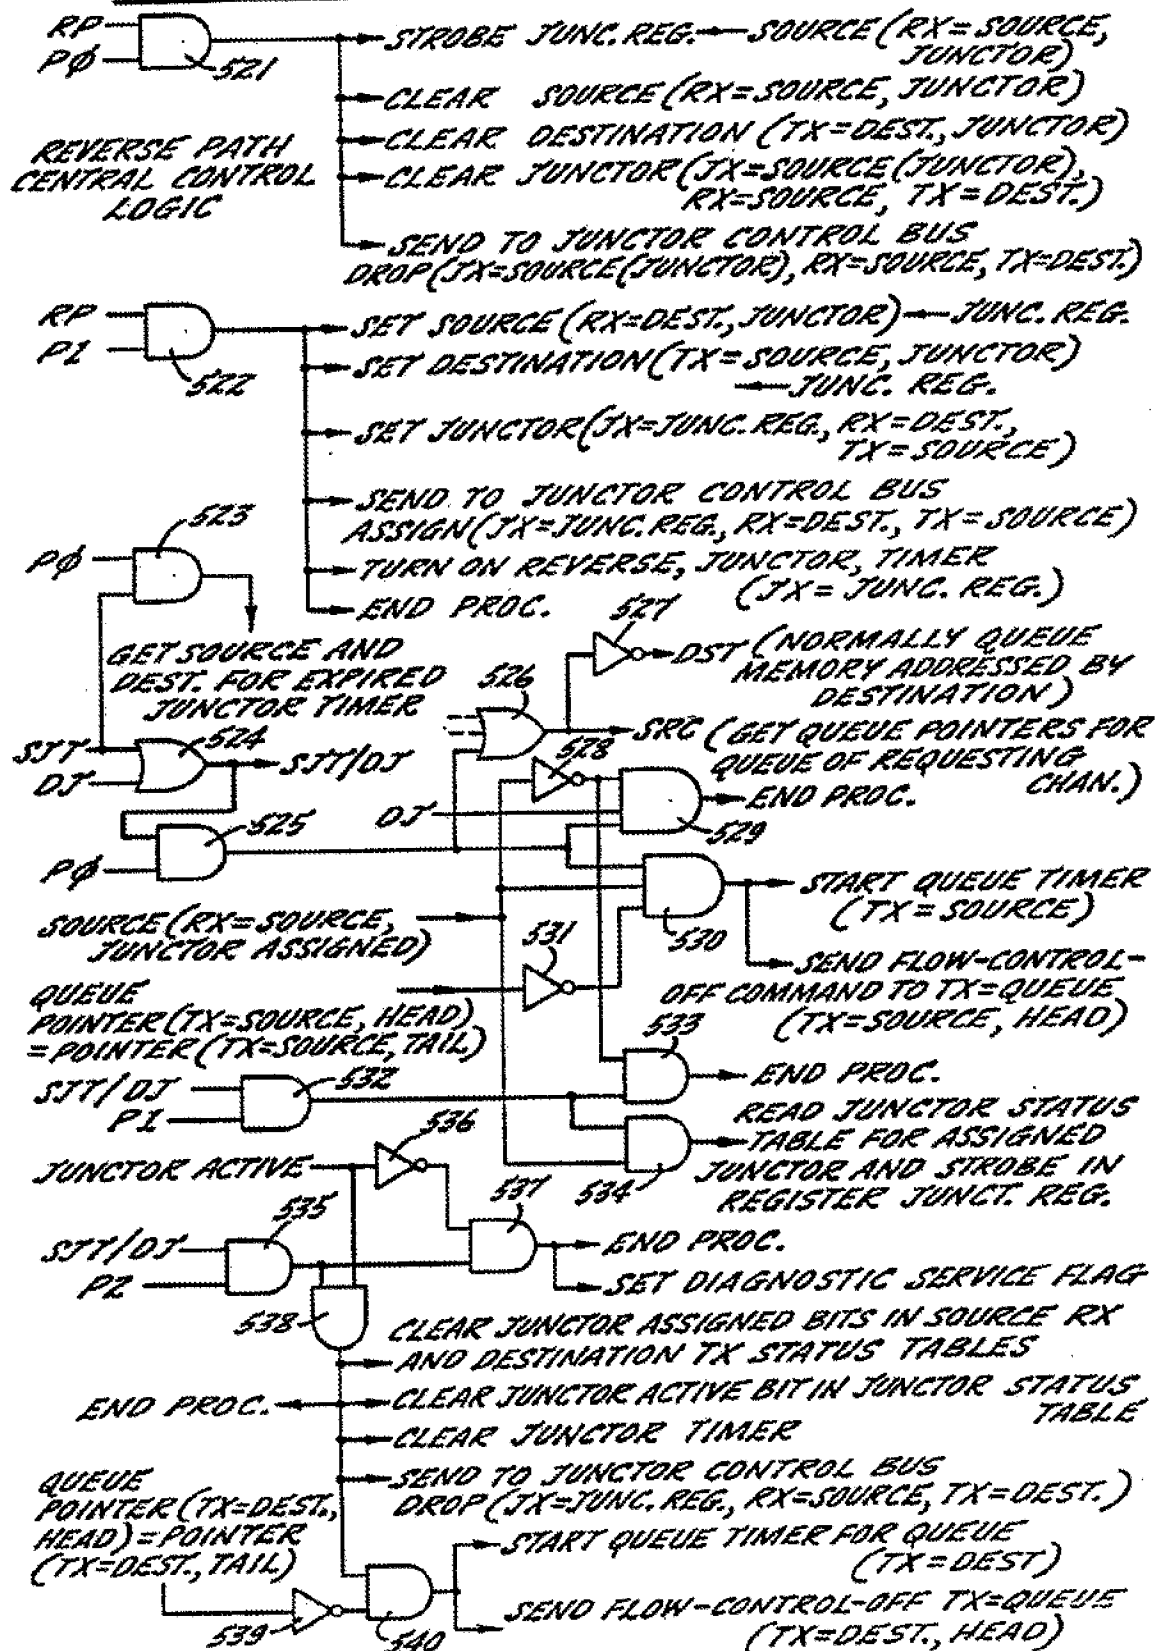 RP
PØ
521
STROBE JUNC. REG. SOURCE (RX=SOURCE,
JUNCTOR)
CLEAR SOURCE (RX=SOURCE, JUNCTOR)
CLEAR DESTINATION (TX=DEST., JUNCTOR)
CLEAR JUNCTOR (JX=SOURCE(JUNCTOR),
RX=SOURCE, TX=DEST.)
REVERSE PATH
CENTRAL CONTROL
LOGIC
SEND TO JUNCTOR CONTROL BUS
DROP (JX=SOURCE(JUNCTOR), RX=SOURCE, TX=DEST.)
RP
P1
522
SET SOURCE (RX=DEST., JUNCTOR) JUNC. REG.
SET DESTINATION (TX=SOURCE, JUNCTOR)
JUNC. REG.
SET JUNCTOR (JX=JUNC. REG., RX=DEST.,
TX=SOURCE)
SEND TO JUNCTOR CONTROL BUS
ASSIGN (JX=JUNC. REG., RX=DEST., TX=SOURCE)
TURN ON REVERSE, JUNCTOR, TIMER
(JX= JUNC. REG.)
END PROC.
523
PØ
GET SOURCE AND
DEST. FOR EXPIRED
JUNCTOR TIMER
527
DST (NORMALLY QUEUE
MEMORY ADDRESSED BY
DESTINATION)
526
SRC (GET QUEUE POINTERS FOR
QUEUE OF REQUESTING
CHAN.)
SJT
DJ
524
SJT/DJ
528
DJ
END PROC.
529
525
PØ
START QUEUE TIMER
(TX=SOURCE)
530
SOURCE (RX=SOURCE,
JUNCTOR ASSIGNED)
531
SEND FLOW-CONTROL-
OFF COMMAND TO TX=QUEUE
(TX=SOURCE, HEAD)
QUEUE
POINTER (TX=SOURCE, HEAD)
=POINTER (TX=SOURCE, TAIL)
533
END PROC.
SJT/DJ
P1
532
READ JUNCTOR STATUS
TABLE FOR ASSIGNED
JUNCTOR AND STROBE IN
REGISTER JUNCT. REG.
534
536
JUNCTOR ACTIVE
535
537
SJT/DJ
P2
END PROC.
SET DIAGNOSTIC SERVICE FLAG
538
CLEAR JUNCTOR ASSIGNED BITS IN SOURCE RX
AND DESTINATION TX STATUS TABLES
END PROC.
CLEAR JUNCTOR ACTIVE BIT IN JUNCTOR STATUS
TABLE
CLEAR JUNCTOR TIMER
SEND TO JUNCTOR CONTROL BUS
DROP (JX=JUNC. REG., RX=SOURCE, TX=DEST.)
QUEUE
POINTER (TX=DEST.,
HEAD) = POINTER
(TX=DEST., TAIL)
START QUEUE TIMER FOR QUEUE
(TX=DEST)
SEND FLOW-CONTROL-OFF TX=QUEUE
(TX=DEST., HEAD)
539
540